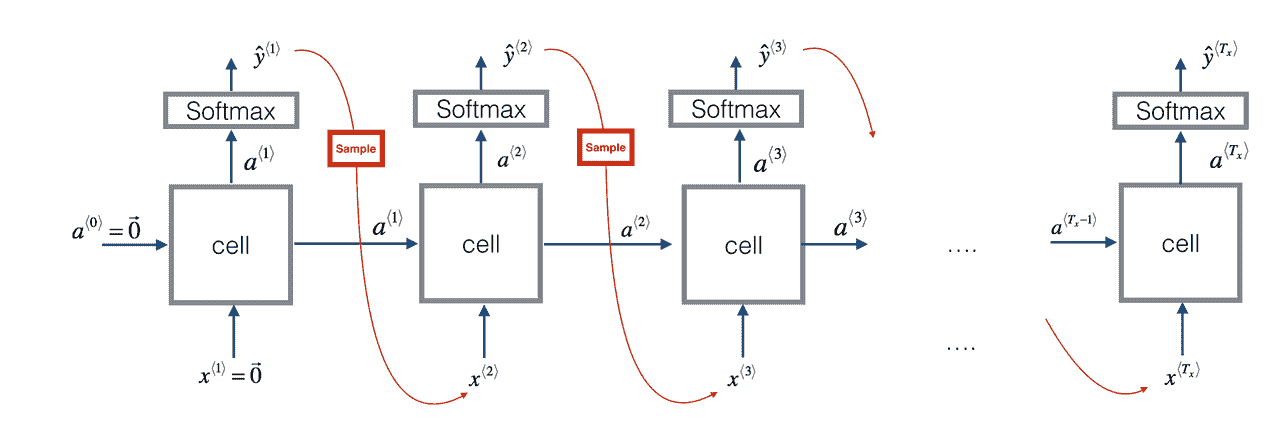 ŷ⟨1⟩ ŷ⟨2⟩ ŷ⟨3⟩ ŷ⟨Tₓ⟩
Softmax Softmax Softmax Softmax
Sample Sample
a⟨1⟩ a⟨2⟩ a⟨3⟩ a⟨Tₓ⟩
a⟨0⟩ = 0⃗ a⟨1⟩ a⟨2⟩ a⟨3⟩ a⟨Tₓ−1⟩
cell cell cell .... cell
....
x⟨1⟩ = 0⃗ x⟨2⟩ x⟨3⟩ x⟨Tₓ⟩